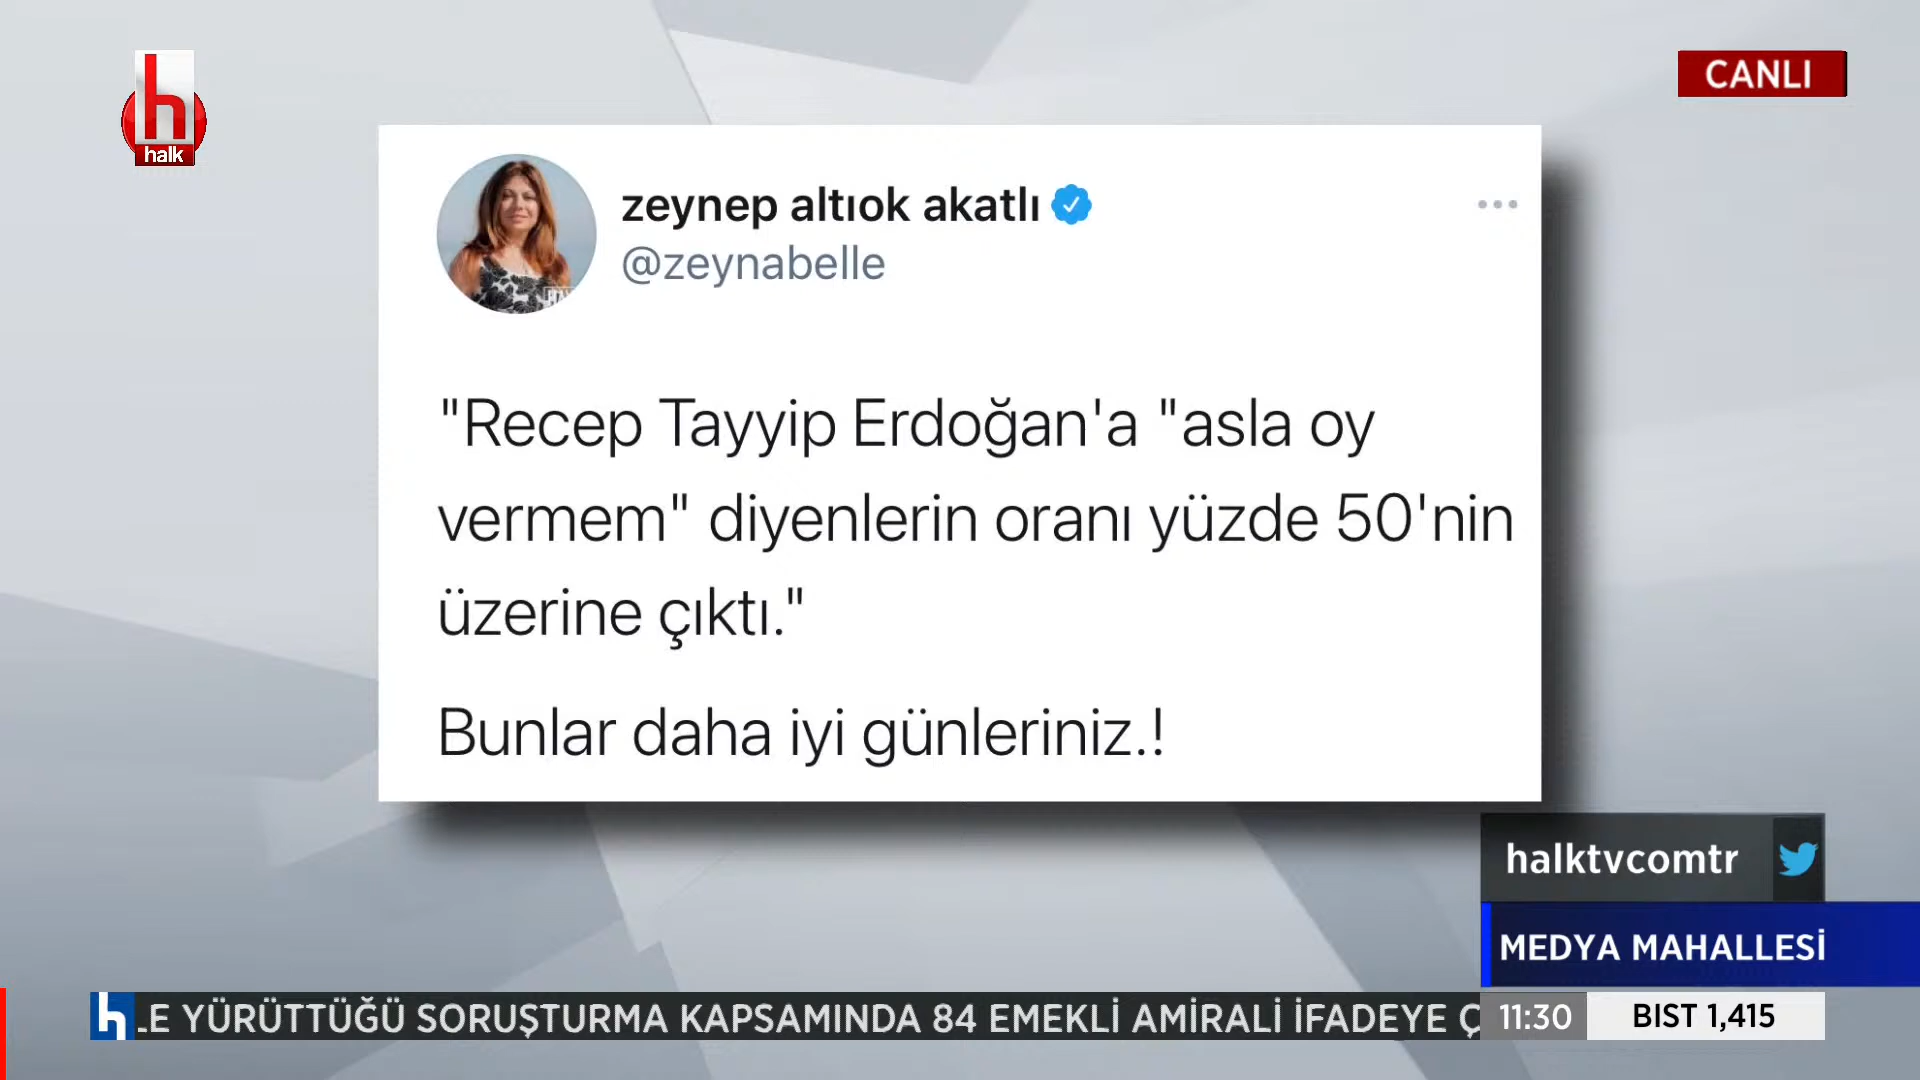 h
halk
CANLI
zeynep altıok akatlı
@zeynabelle
"Recep Tayyip Erdoğan'a "asla oy
vermem" diyenlerin oranı yüzde 50'nin
üzerine çıktı."
Bunlar daha iyi günleriniz.!
halktvcomtr
MEDYA MAHALLESİ
h
LE YÜRÜTTÜĞÜ SORUŞTURMA KAPSAMINDA 84 EMEKLİ AMİRALİ İFADEYE Ç
11:30
BIST 1,415